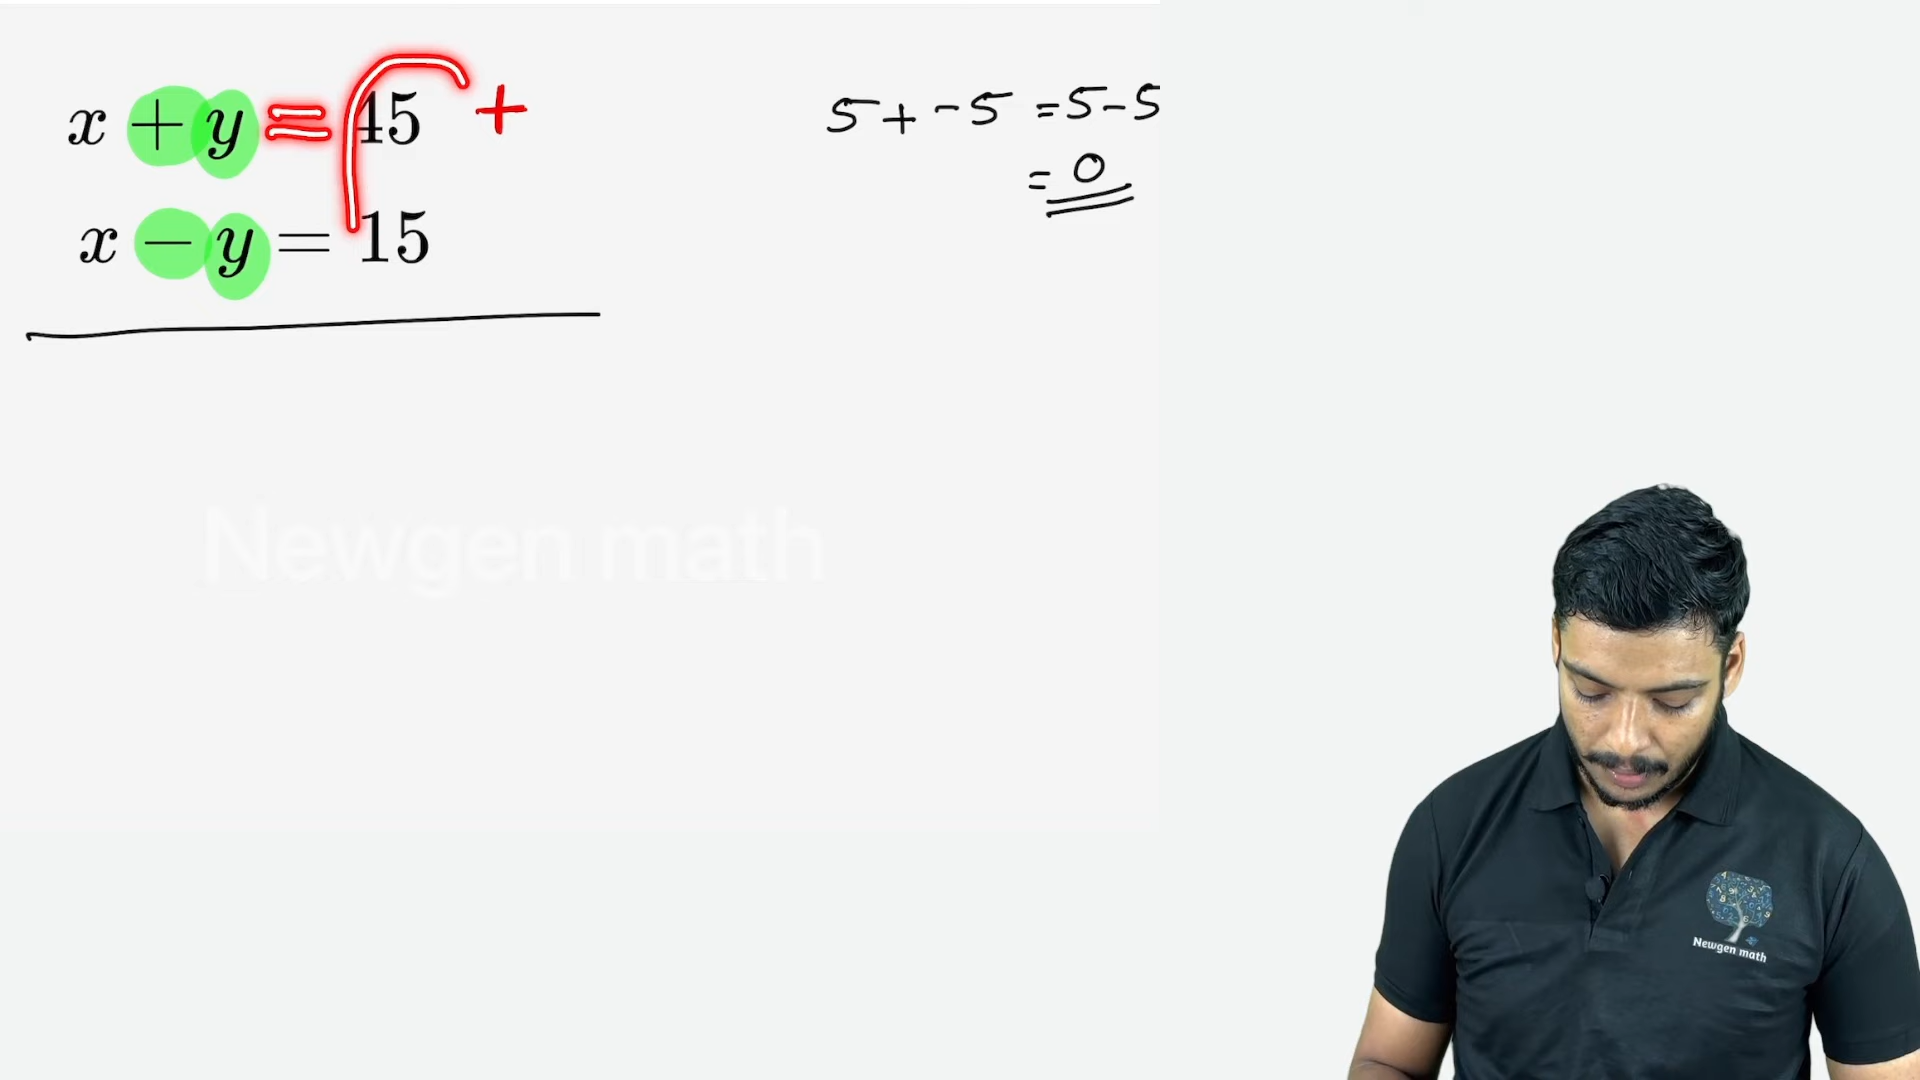 x + y = 45 +
x − y = 15
5 + - 5 = 5 - 5
= 0
Newgen math
Newgen math